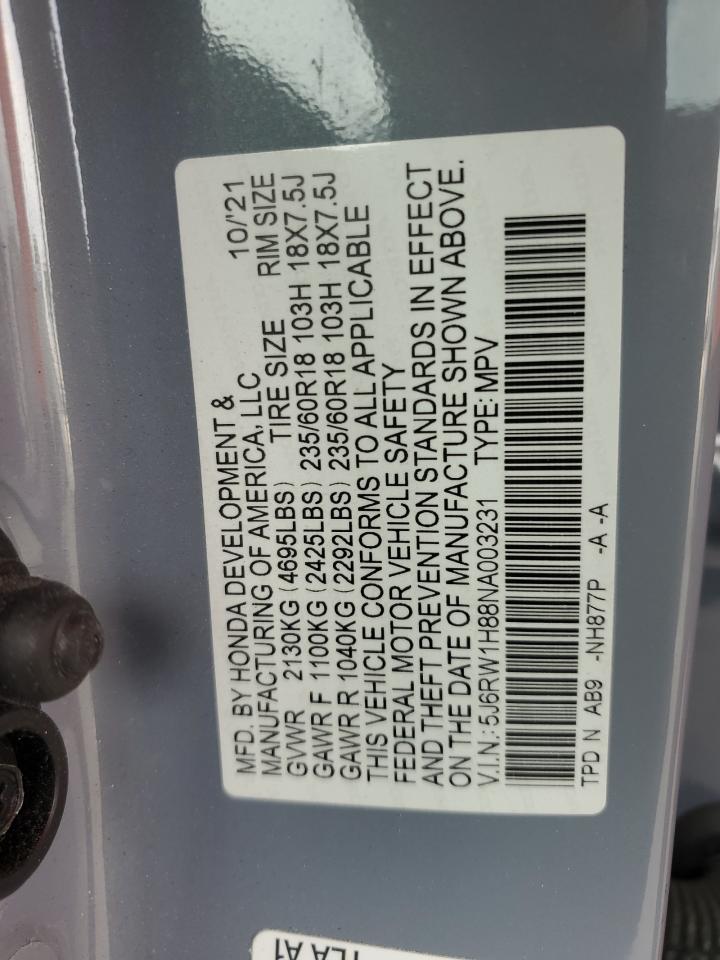 MFD. BY HONDA DEVELOPMENT &
MANUFACTURING OF AMERICA, LLC 10/'21
GVWR 2130KG (4695LBS) TIRE SIZE RIM SIZE
GAWR F 1100KG (2425LBS) 235/60R18 103H 18X7.5J
GAWR R 1040KG (2292LBS) 235/60R18 103H 18X7.5J
THIS VEHICLE CONFORMS TO ALL APPLICABLE
FEDERAL MOTOR VEHICLE SAFETY
AND THEFT PREVENTION STANDARDS IN EFFECT
ON THE DATE OF MANUFACTURE SHOWN ABOVE.
V.I.N.: 5J6RW1H88NA003231 TYPE: MPV
TPD N AB9 -NH877P -A -A